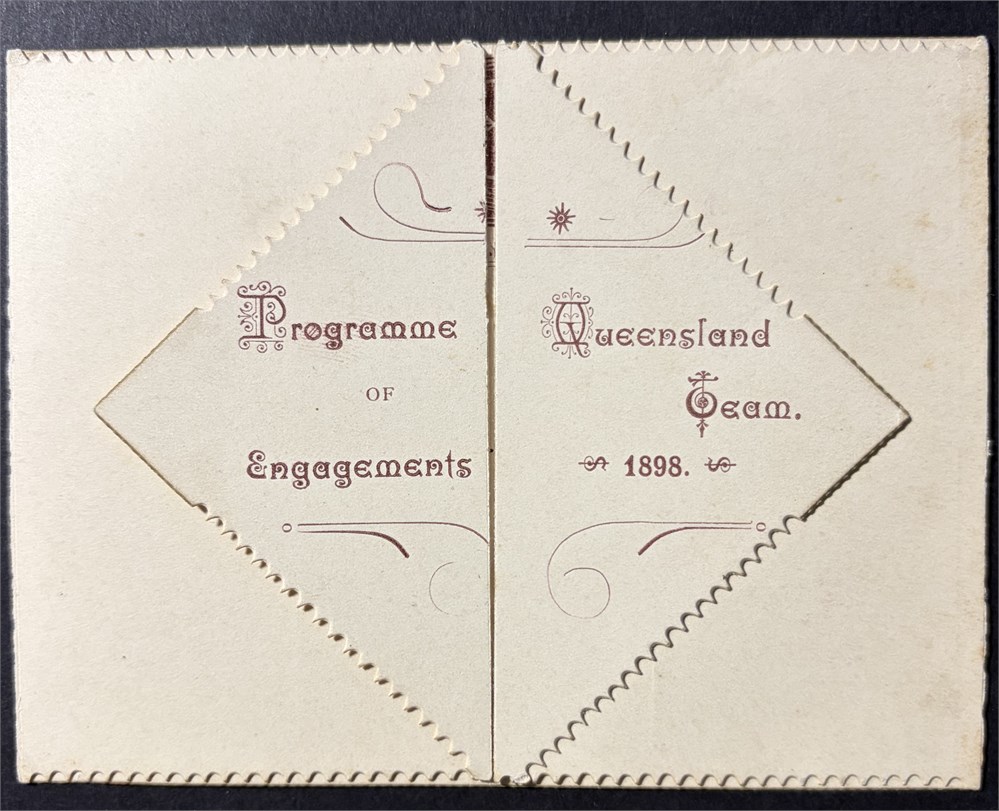 Programme
OF
Engagements
Queensland
Team.
1898.